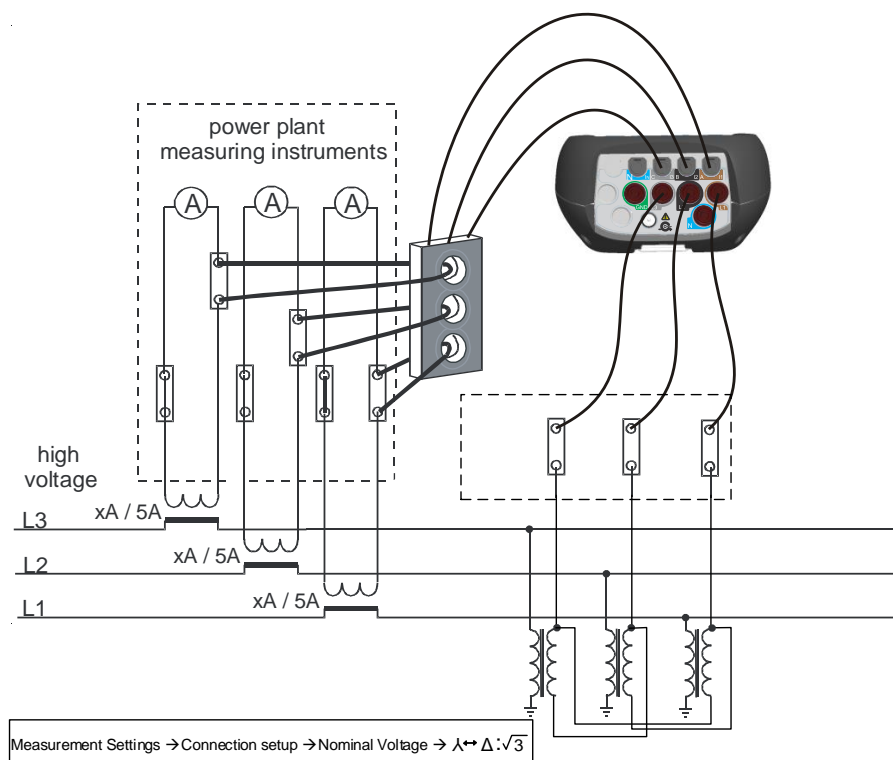 power plant
measuring instruments
A
A
A
high
voltage
xA / 5A
L3
xA / 5A
L2
xA / 5A
L1
N
GND
N
Measurement Settings → Connection setup → Nominal Voltage → ⅄↔ Δ:√3